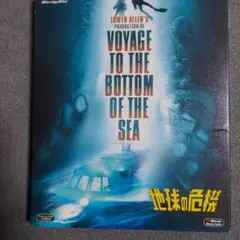 Blu-ray Disc
IRWIN ALLEN'S
PRODUCTION OF
VOYAGE
TO THE
BOTTOM
OF THE
SEA
地球の危機